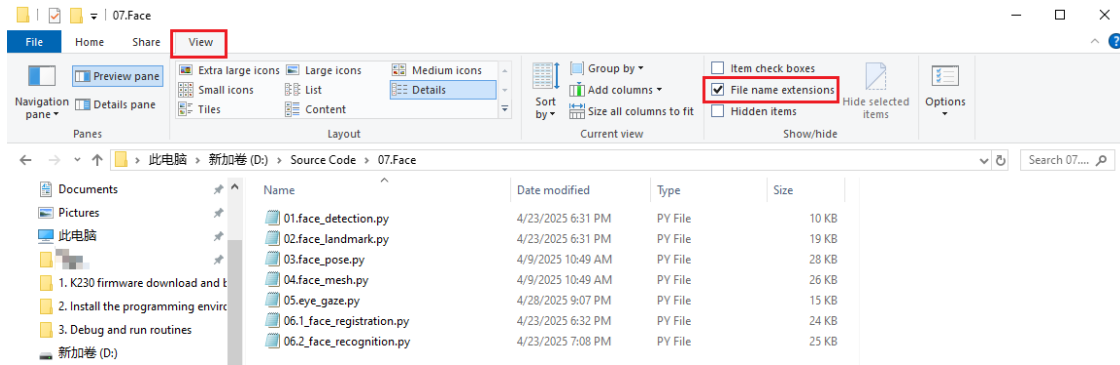 07.Face
File Home Share View
Preview pane
Navigation pane
Details pane
Panes
Extra large icons Large icons Medium icons
Small icons List Details
Tiles Content
Layout
Sort by
Group by
Add columns
Size all columns to fit
Current view
Item check boxes
File name extensions
Hidden items
Hide selected items
Show/hide
Options
此电脑 › 新加卷 (D:) › Source Code › 07.Face
Search 07....
Documents
Pictures
此电脑
1. K230 firmware download and b
2. Install the programming enviro
3. Debug and run routines
新加卷 (D:)
Name Date modified Type Size
01.face_detection.py 4/23/2025 6:31 PM PY File 10 KB
02.face_landmark.py 4/23/2025 6:31 PM PY File 19 KB
03.face_pose.py 4/9/2025 10:49 AM PY File 28 KB
04.face_mesh.py 4/9/2025 10:49 AM PY File 26 KB
05.eye_gaze.py 4/28/2025 9:07 PM PY File 15 KB
06.1_face_registration.py 4/23/2025 6:32 PM PY File 24 KB
06.2_face_recognition.py 4/23/2025 7:08 PM PY File 25 KB